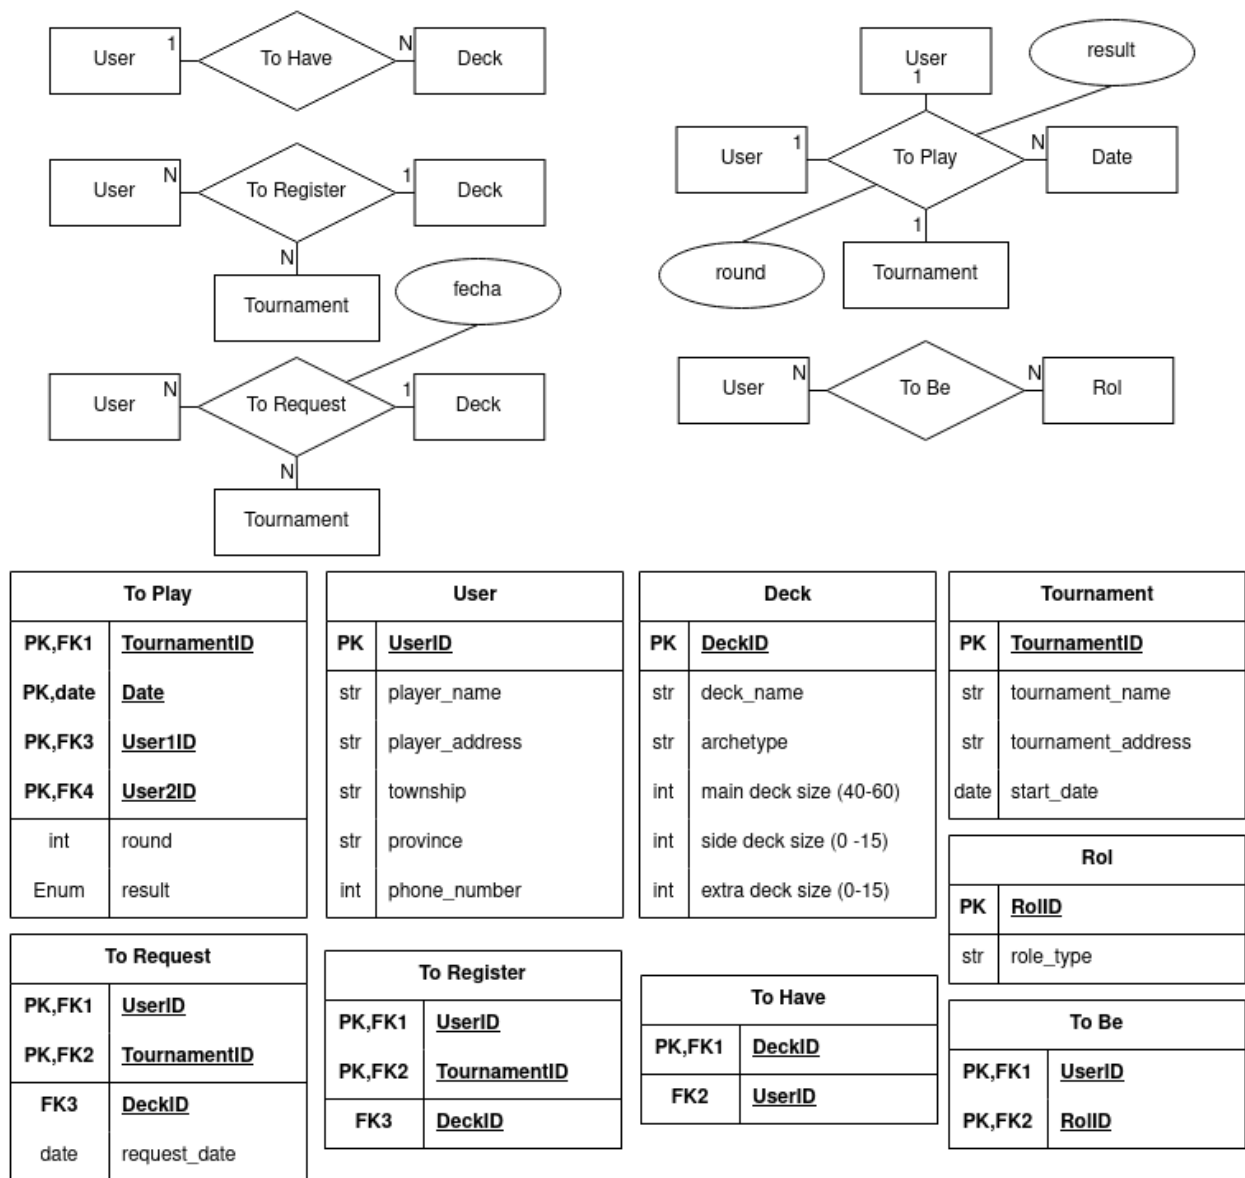 User 1 To Have N Deck
User N To Register 1 Deck
N
Tournament
fecha
User N To Request 1 Deck
N
Tournament
User
1
result
User 1 To Play N Date
1
round
Tournament
User N To Be N Rol
To Play
PK,FK1 TournamentID
PK,date Date
PK,FK3 User1ID
PK,FK4 User2ID
int round
Enum result
User
PK UserID
str player_name
str player_address
str township
str province
int phone_number
Deck
PK DeckID
str deck_name
str archetype
int main deck size (40-60)
int side deck size (0 -15)
int extra deck size (0-15)
Tournament
PK TournamentID
str tournament_name
str tournament_address
date start_date
Rol
PK RolID
str role_type
To Request
PK,FK1 UserID
PK,FK2 TournamentID
FK3 DeckID
date request_date
To Register
PK,FK1 UserID
PK,FK2 TournamentID
FK3 DeckID
To Have
PK,FK1 DeckID
FK2 UserID
To Be
PK,FK1 UserID
PK,FK2 RolID